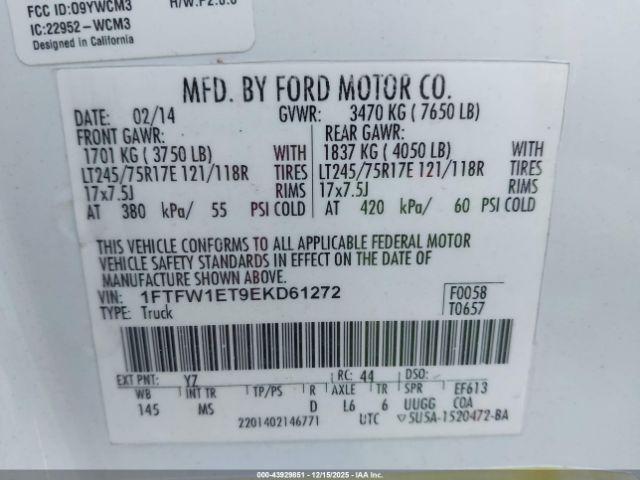 FCC ID:O9YWCM3 H/W:P2.0.0
IC:22952-WCM3
Designed in California
MFD. BY FORD MOTOR CO.
DATE: 02/14 GVWR: 3470 KG ( 7650 LB)
FRONT GAWR: REAR GAWR:
1701 KG ( 3750 LB) WITH 1837 KG ( 4050 LB) WITH
LT245/75R17E 121/118R TIRES LT245/75R17E 121/118R TIRES
17x7.5J RIMS 17x7.5J RIMS
AT 380 kPa/ 55 PSI COLD AT 420 kPa/ 60 PSI COLD
THIS VEHICLE CONFORMS TO ALL APPLICABLE FEDERAL MOTOR
VEHICLE SAFETY STANDARDS IN EFFECT ON THE DATE OF
MANUFACTURE SHOWN ABOVE.
VIN: 1FTFW1ET9EKD61272 F0058
TYPE: Truck T0657
EXT PNT: YZ RC: 44 DSO:
WB INT TR TP/PS R AXLE TR SPR EF613
145 MS D L6 6 UUGG COA
2201402146771 UTC 5U5A-1520472-BA
000-43929851 - 12/15/2025 - COPART